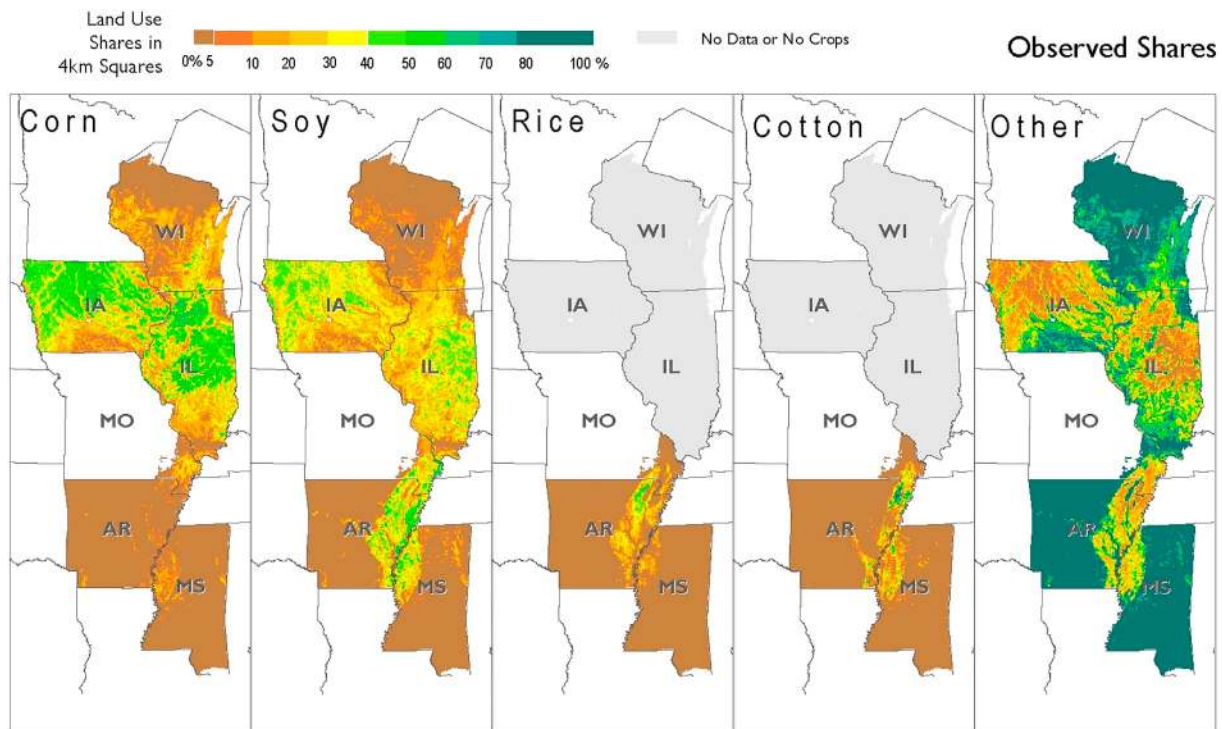 Land Use
Shares in
4km Squares
0% 5 10 20 30 40 50 60 70 80 100 %
No Data or No Crops
Observed Shares
Corn
WI
IA
IL
MO
AR
MS
Soy
WI
IA
IL
MO
AR
MS
Rice
WI
IA
IL
MO
AR
MS
Cotton
WI
IA
IL
MO
AR
MS
Other
WI
IA
IL
MO
AR
MS